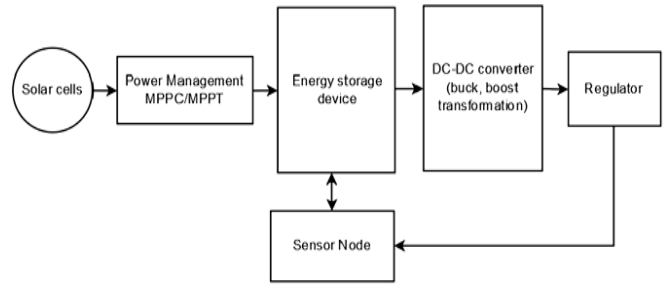 Solar cells
Power Management
MPPC/MPPT
Energy storage
device
DC-DC converter
(buck, boost
transformation)
Regulator
Sensor Node